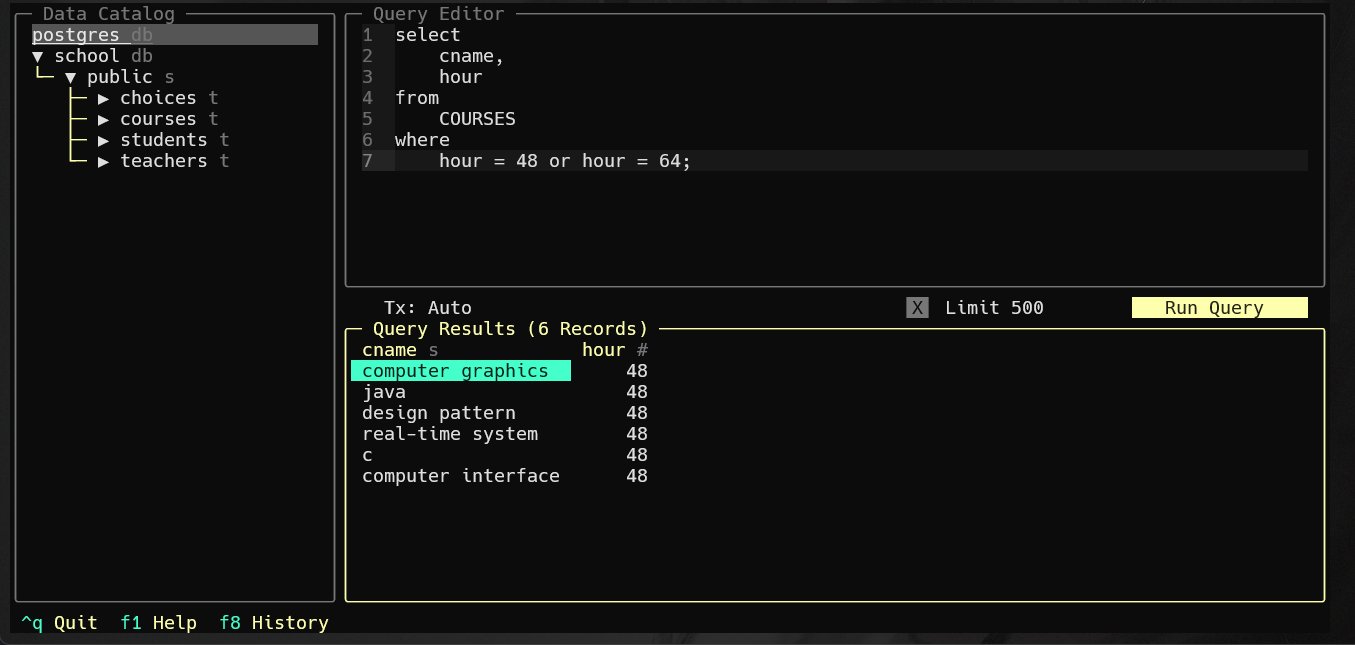 Data Catalog
postgres db
▼ school db
▼ public s
▶ choices t
▶ courses t
▶ students t
▶ teachers t
Query Editor
1 select
2     cname,
3     hour
4 from
5     COURSES
6 where
7     hour = 48 or hour = 64;
Tx: Auto
X Limit 500
Run Query
Query Results (6 Records)
cname s hour #
computer graphics 48
java 48
design pattern 48
real-time system 48
c 48
computer interface 48
^q Quit f1 Help f8 History